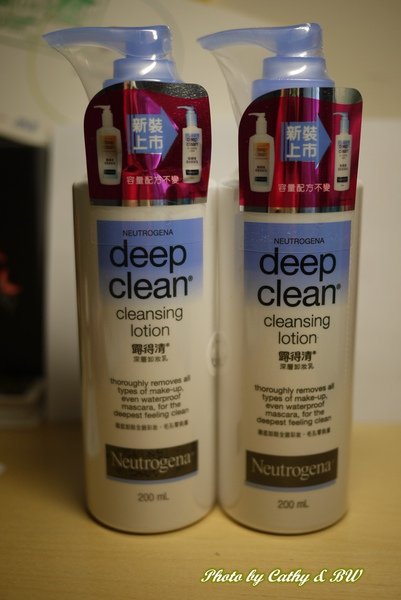 新裝
上市
容量配方不變
NEUTROGENA
deep
clean®
cleansing
lotion
露得清®
深層卸妝乳
thoroughly removes all
types of make-up,
even waterproof
mascara, for the
deepest feeling clean
Neutrogena
200 mL
新裝
上市
容量配方不變
NEUTROGENA
deep
clean®
cleansing
lotion
露得清®
深層卸妝乳
thoroughly removes all
types of make-up,
even waterproof
mascara, for the
deepest feeling clean
Neutrogena
200 mL
Photo by Cathy & BW